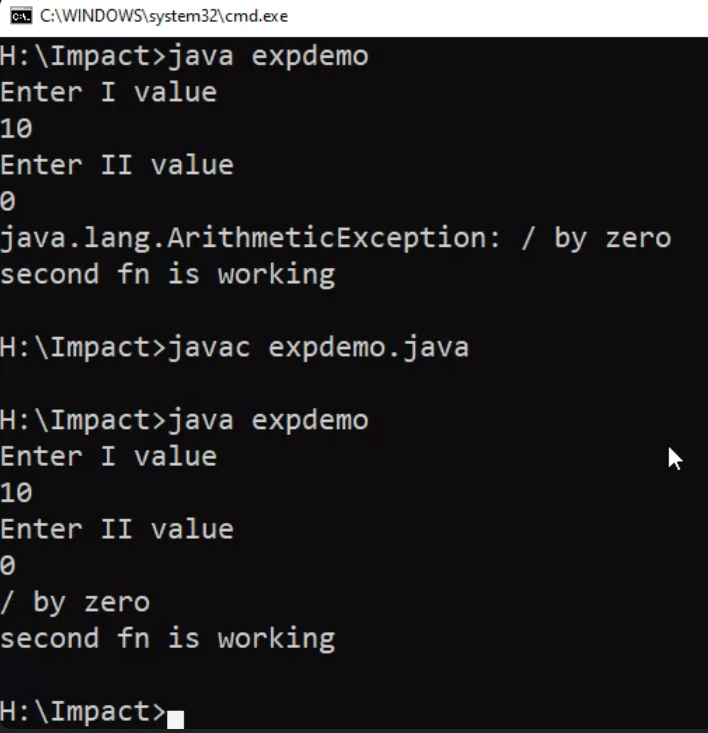 C:\WINDOWS\system32\cmd.exe
H:\Impact>java expdemo
Enter I value
10
Enter II value
0
java.lang.ArithmeticException: / by zero
second fn is working
H:\Impact>javac expdemo.java
H:\Impact>java expdemo
Enter I value
10
Enter II value
0
/ by zero
second fn is working
H:\Impact>